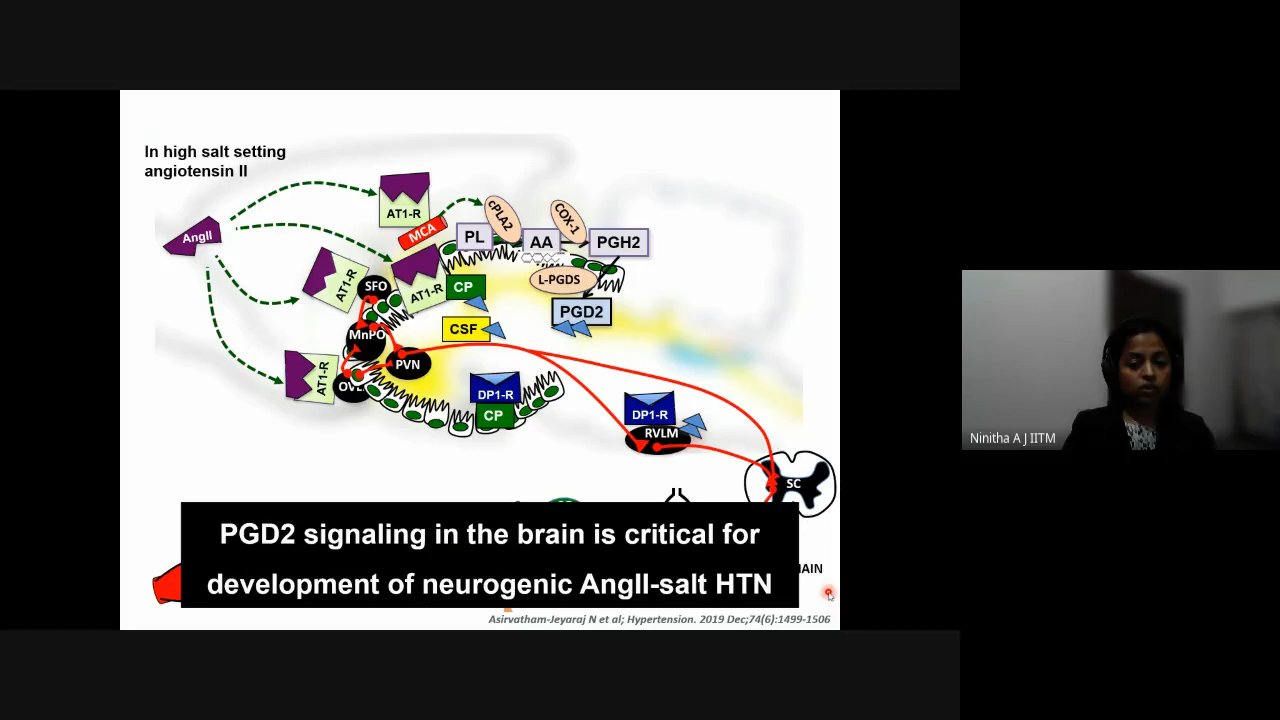 In high salt setting
angiotensin II
AngII
AT1-R
MCA
cPLA2
COX-1
PL
AA
PGH2
AT1-R
AT1-R
SFO
CP
L-PGDS
PGD2
CSF
MnPO
PVN
AT1-R
DP1-R
CP
DP1-R
RVLM
SC
PGD2 signaling in the brain is critical for
development of neurogenic AngII-salt HTN
Asirvatham-Jeyaraj N et al; Hypertension. 2019 Dec;74(6):1499-1506
Ninitha A J IITM